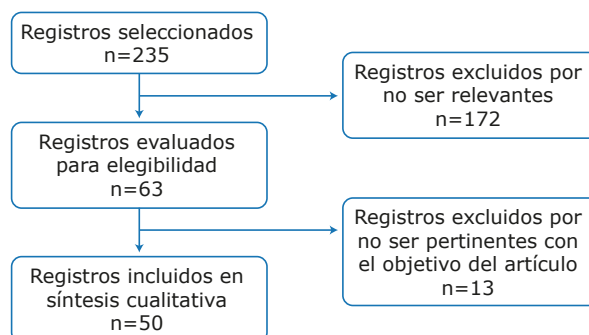 Registros seleccionados
n=235
Registros excluidos por
no ser relevantes
n=172
Registros evaluados
para elegibilidad
n=63
Registros excluidos por
no ser pertinentes con
el objetivo del artículo
n=13
Registros incluidos en
síntesis cualitativa
n=50